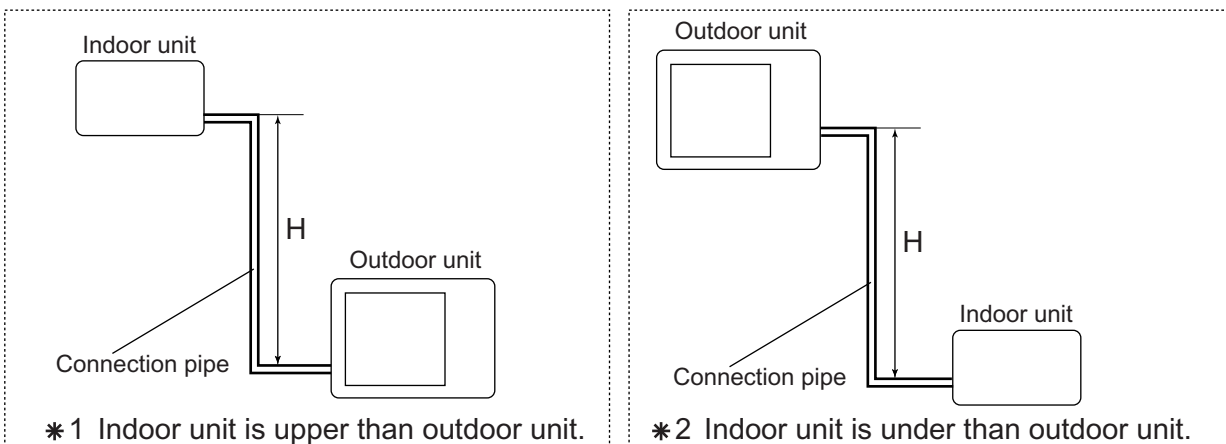 Indoor unit
H
Outdoor unit
Connection pipe
✳1 Indoor unit is upper than outdoor unit.
Outdoor unit
H
Indoor unit
Connection pipe
✳2 Indoor unit is under than outdoor unit.